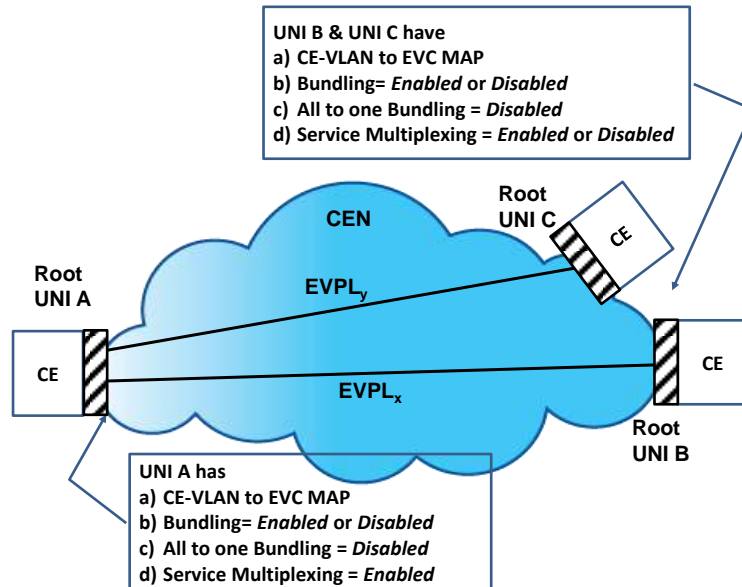 UNI B & UNI C have
a) CE-VLAN to EVC MAP
b) Bundling= Enabled or Disabled
c) All to one Bundling = Disabled
d) Service Multiplexing = Enabled or Disabled
Root
UNI C
CE
CEN
Root
UNI A
EVPLy
CE
CE
EVPLx
Root
UNI B
UNI A has
a) CE-VLAN to EVC MAP
b) Bundling= Enabled or Disabled
c) All to one Bundling = Disabled
d) Service Multiplexing = Enabled